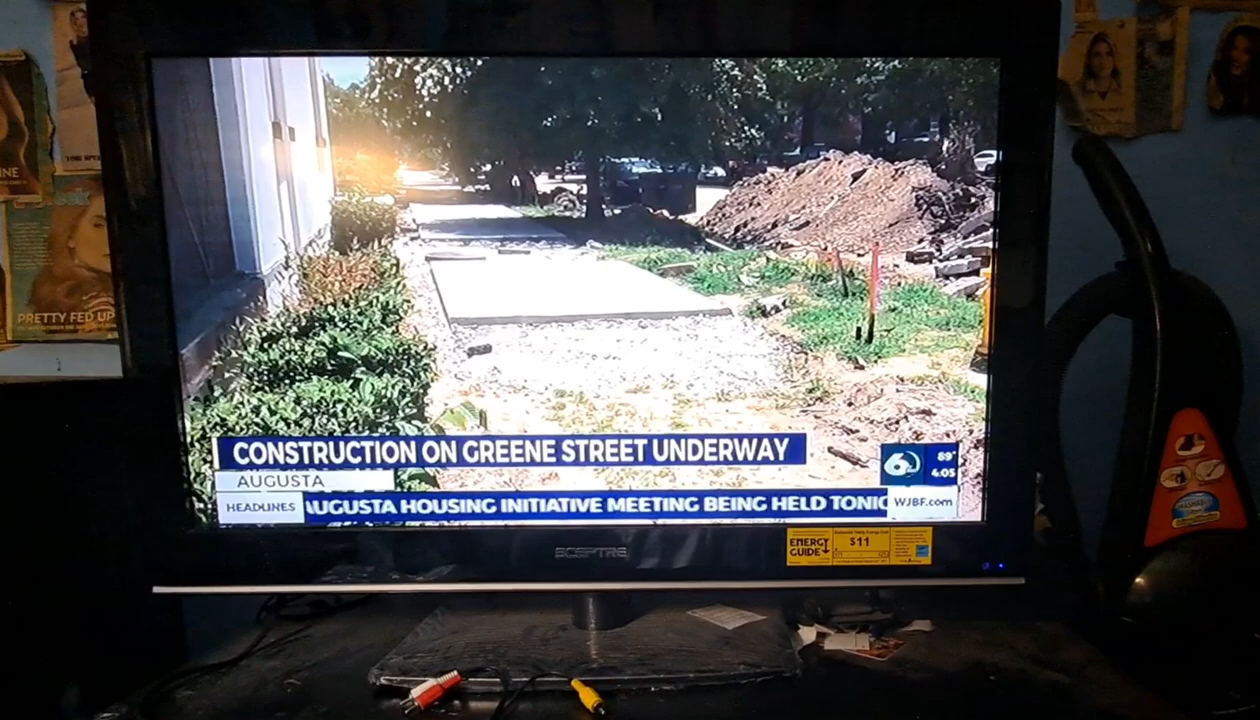 CONSTRUCTION ON GREENE STREET UNDERWAY
AUGUSTA
6
89°
4:05
HEADLINES
AUGUSTA HOUSING INITIATIVE MEETING BEING HELD TONIG
WJBF.com
SCEPTRE
ENERGY
GUIDE
$11
PRETTY FED UP